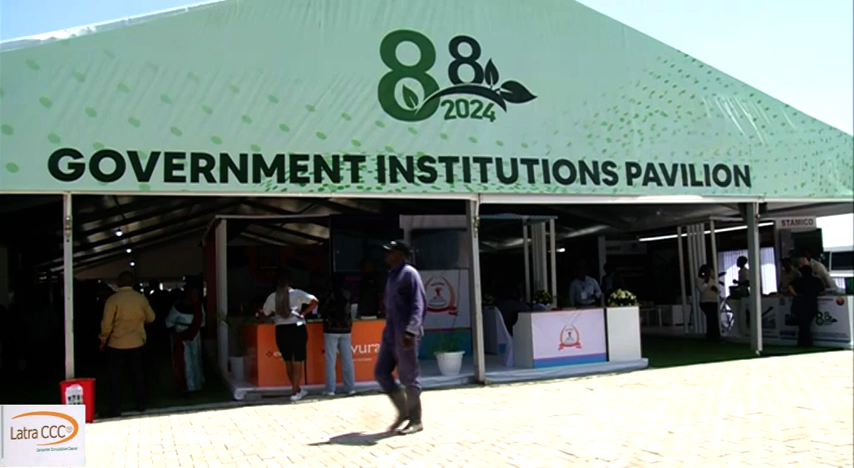 88
2024
GOVERNMENT INSTITUTIONS PAVILION
STAMICO
88
Latra CCC